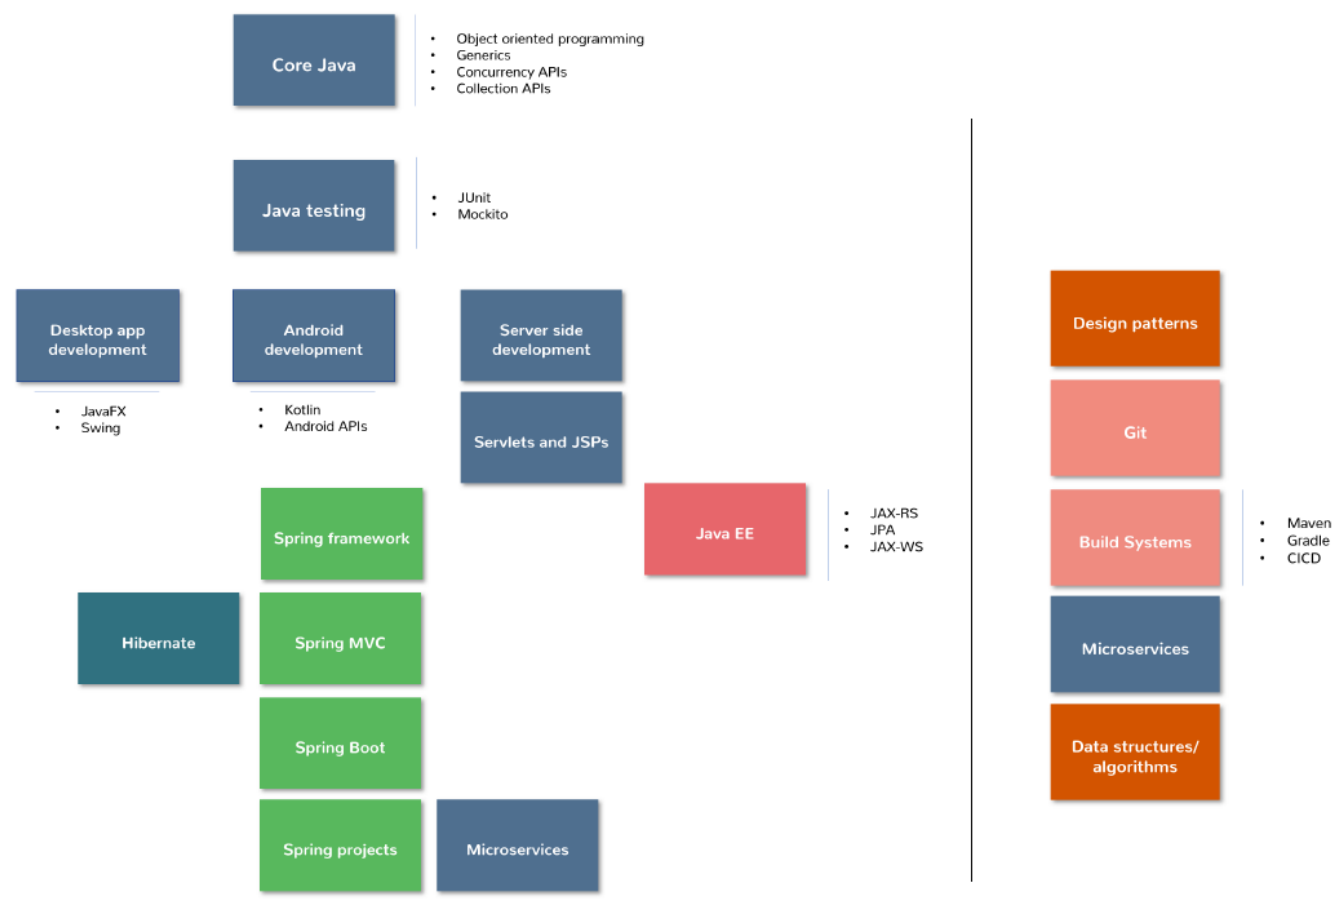 Core Java
• Object oriented programming
• Generics
• Concurrency APIs
• Collection APIs
Java testing
• JUnit
• Mockito
Desktop app
development
• JavaFX
• Swing
Android
development
• Kotlin
• Android APIs
Server side
development
Servlets and JSPs
Spring framework
Java EE
• JAX-RS
• JPA
• JAX-WS
Hibernate
Spring MVC
Spring Boot
Spring projects
Microservices
Design patterns
Git
Build Systems
• Maven
• Gradle
• CICD
Microservices
Data structures/
algorithms